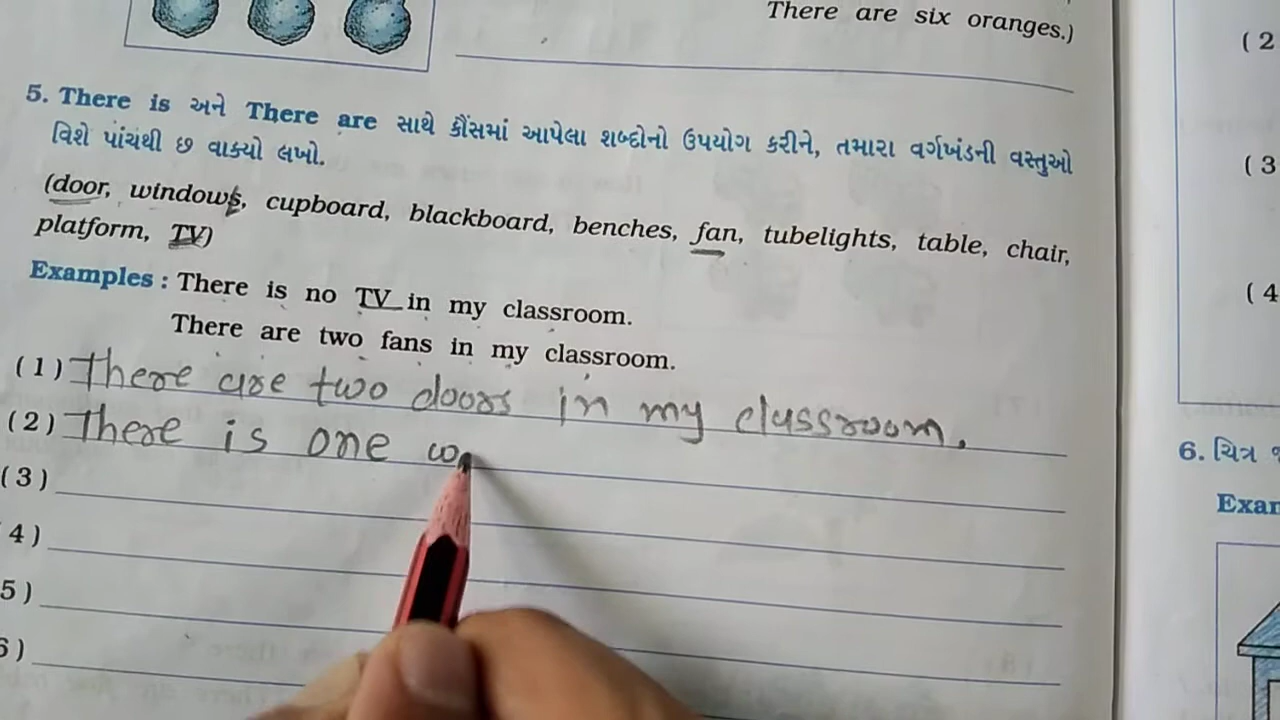 There are six oranges.)
5. There is અને There are સાથે કૌંસમાં આપેલા શબ્દોનો ઉપયોગ કરીને, તમારા વર્ગખંડની વસ્તુઓ
વિશે પાંચથી છ વાક્યો લખો.
(door, windows, cupboard, blackboard, benches, fan, tubelights, table, chair,
platform, TV)
Examples : There is no TV in my classroom.
There are two fans in my classroom.
(1) There are two doors in my classroom.
(2) There is one w
(3)
4)
5)
6)
(2
(3
(4
6. ચિત્ર